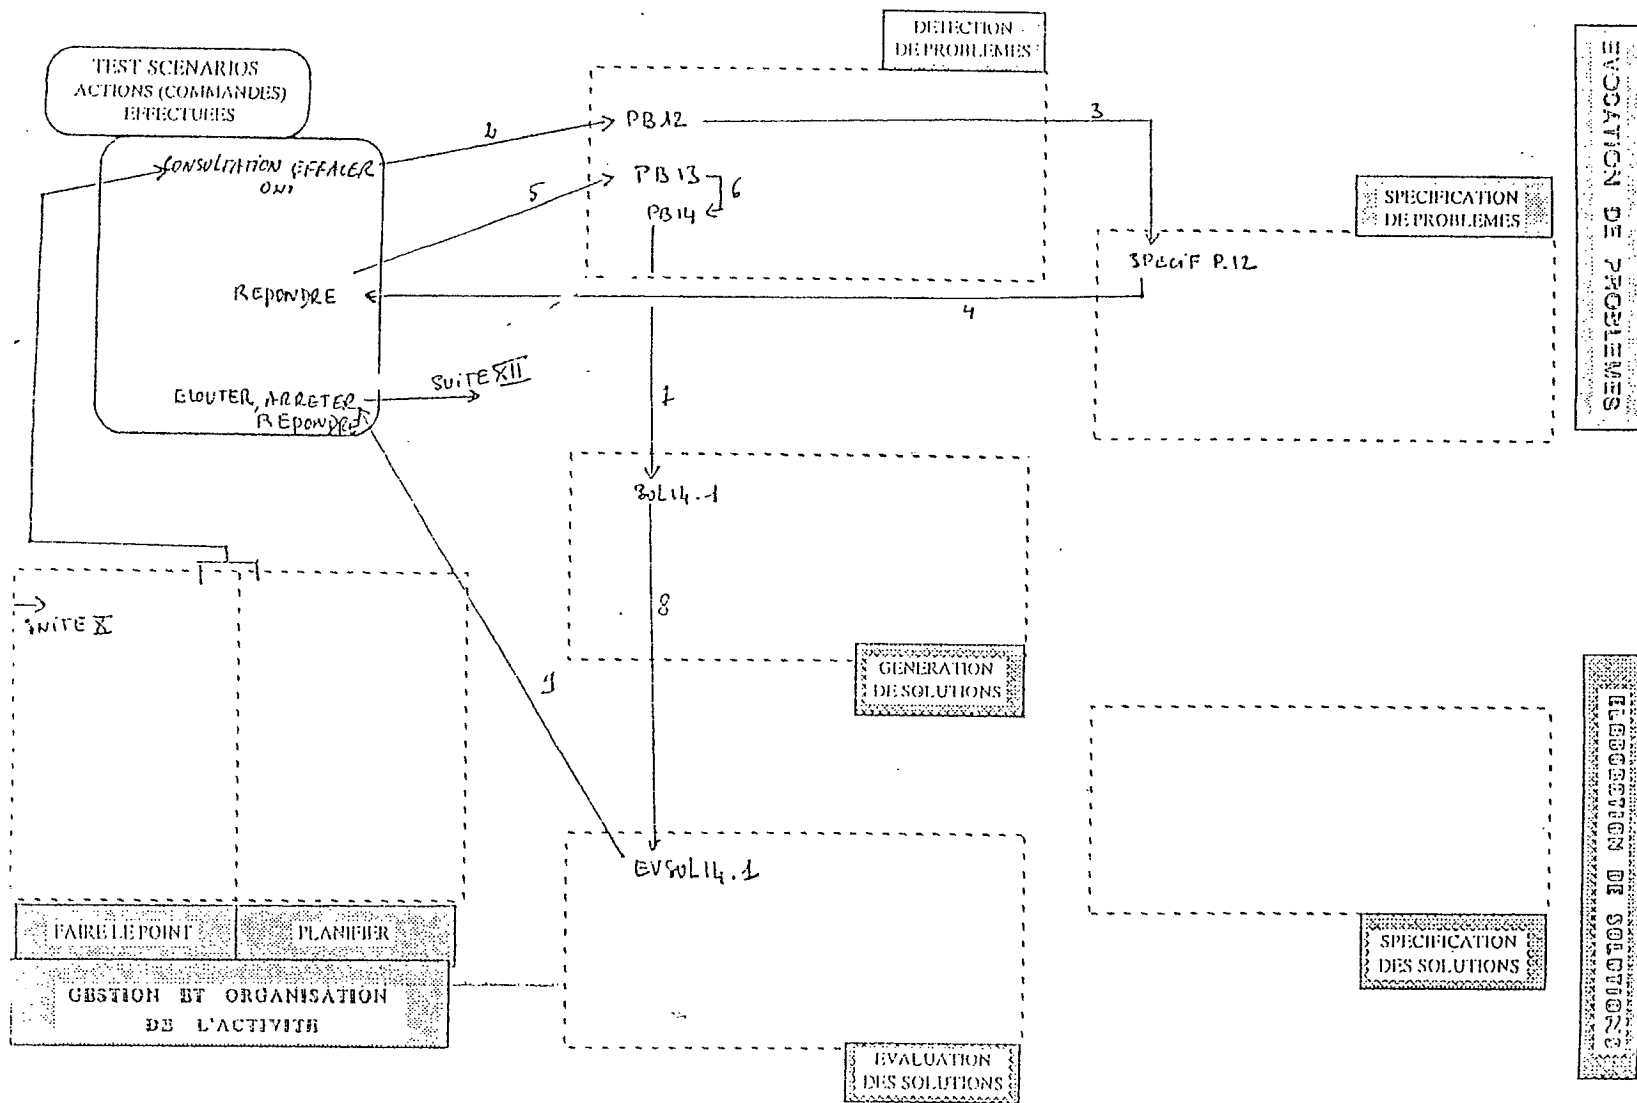 DETECTION
DE PROBLEMES
EVOCATION DE PROBLEMES
TEST SCENARIOS
ACTIONS (COMMANDES)
EFFECTUEES
CONSULTATION EFFACER
2
PB12
3
5
PB13
6
PB14
SPECIFICATION
DE PROBLEMES
SPECIF P.12
REPONDRE
4
ECOUTER, ARRETER
REPONDRE
SUITE XII
SOL14.1
8
SUITE X
GENERATION
DE SOLUTIONS
ELABORATION DE SOLUTIONS
EVSOL14.1
FAIRE LE POINT
PLANIFIER
GESTION ET ORGANISATION
DE L'ACTIVITE
SPECIFICATION
DES SOLUTIONS
EVALUATION
DES SOLUTIONS